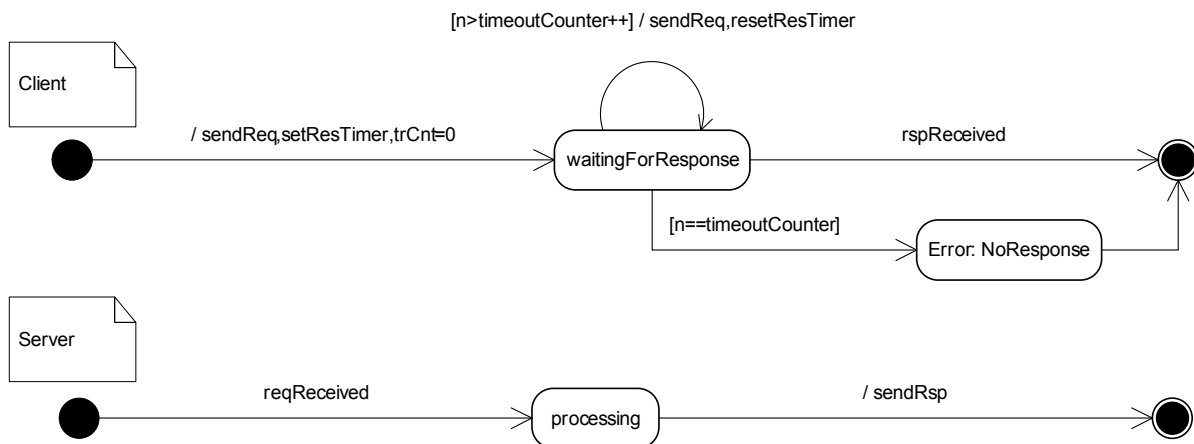 [n>timeoutCounter++] / sendReq,resetResTimer
Client
/ sendReq,setResTimer,trCnt=0
waitingForResponse
rspReceived
[n==timeoutCounter]
Error: NoResponse
Server
reqReceived
processing
/ sendRsp